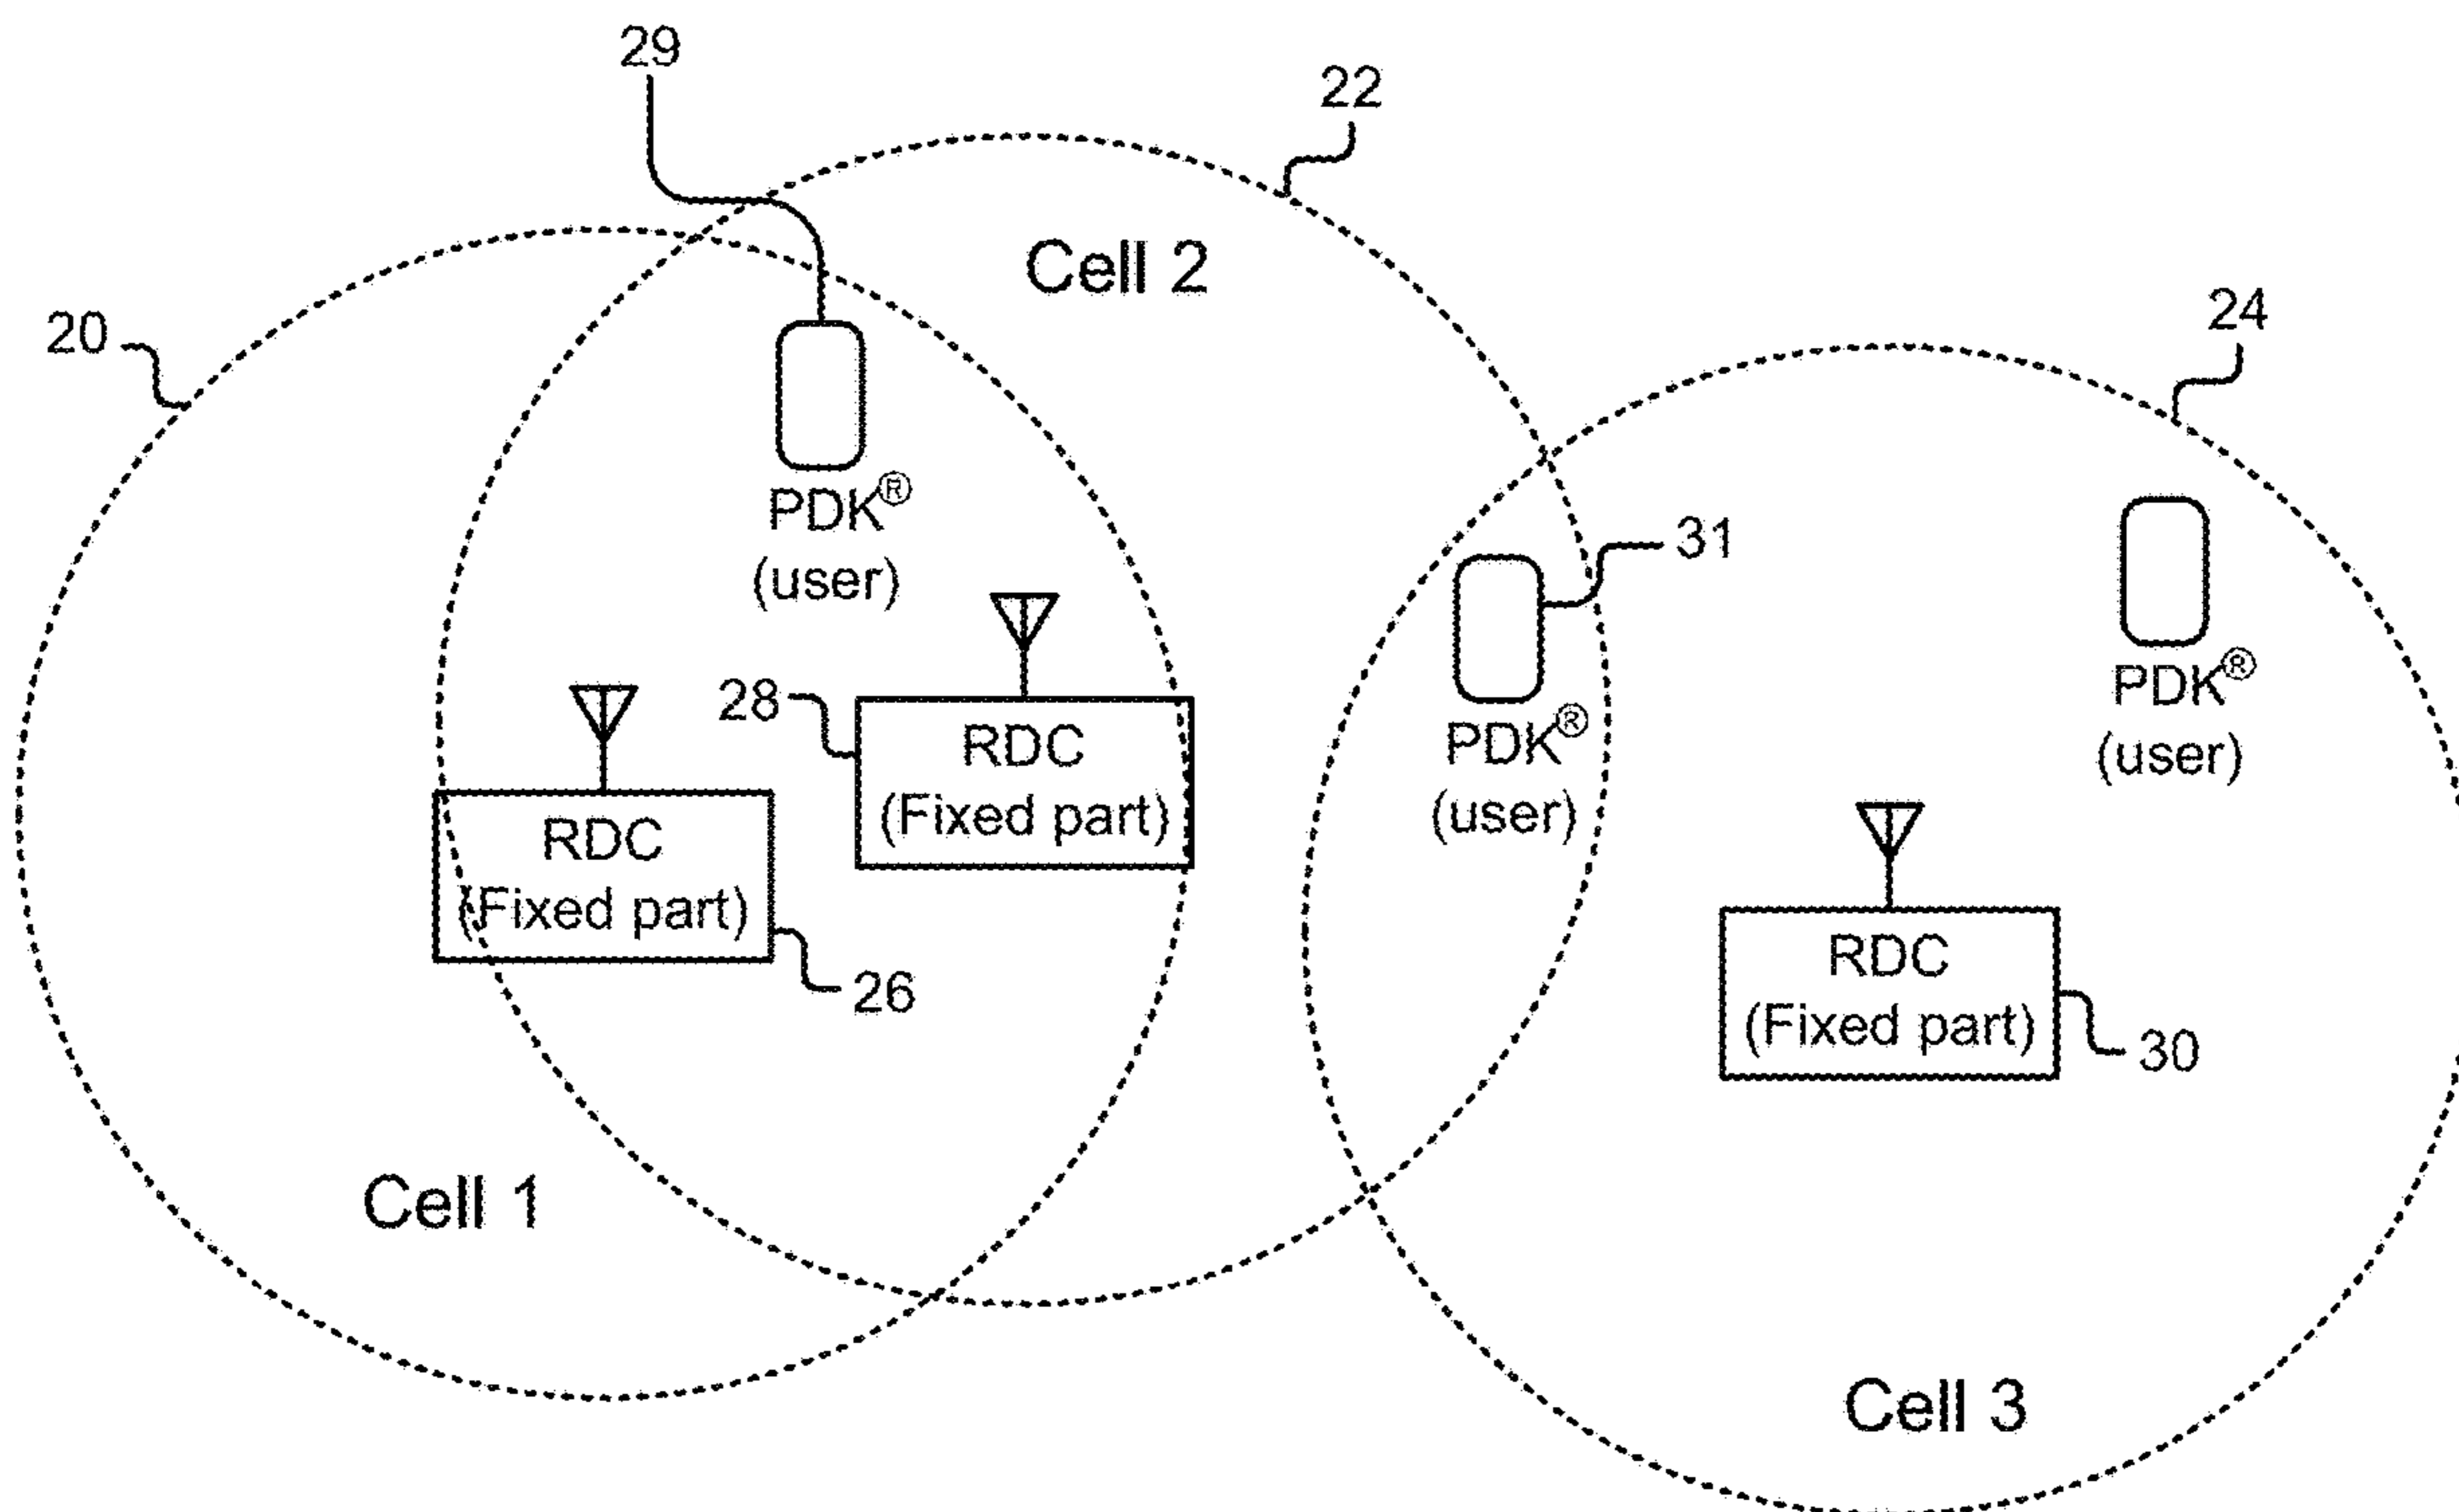 29
22
Cell 2
20
24
PDK®
(user)
31
PDK®
(user)
28
RDC
(Fixed part)
PDK®
(user)
RDC
(Fixed part)
26
RDC
(Fixed part)
30
Cell 1
Cell 3